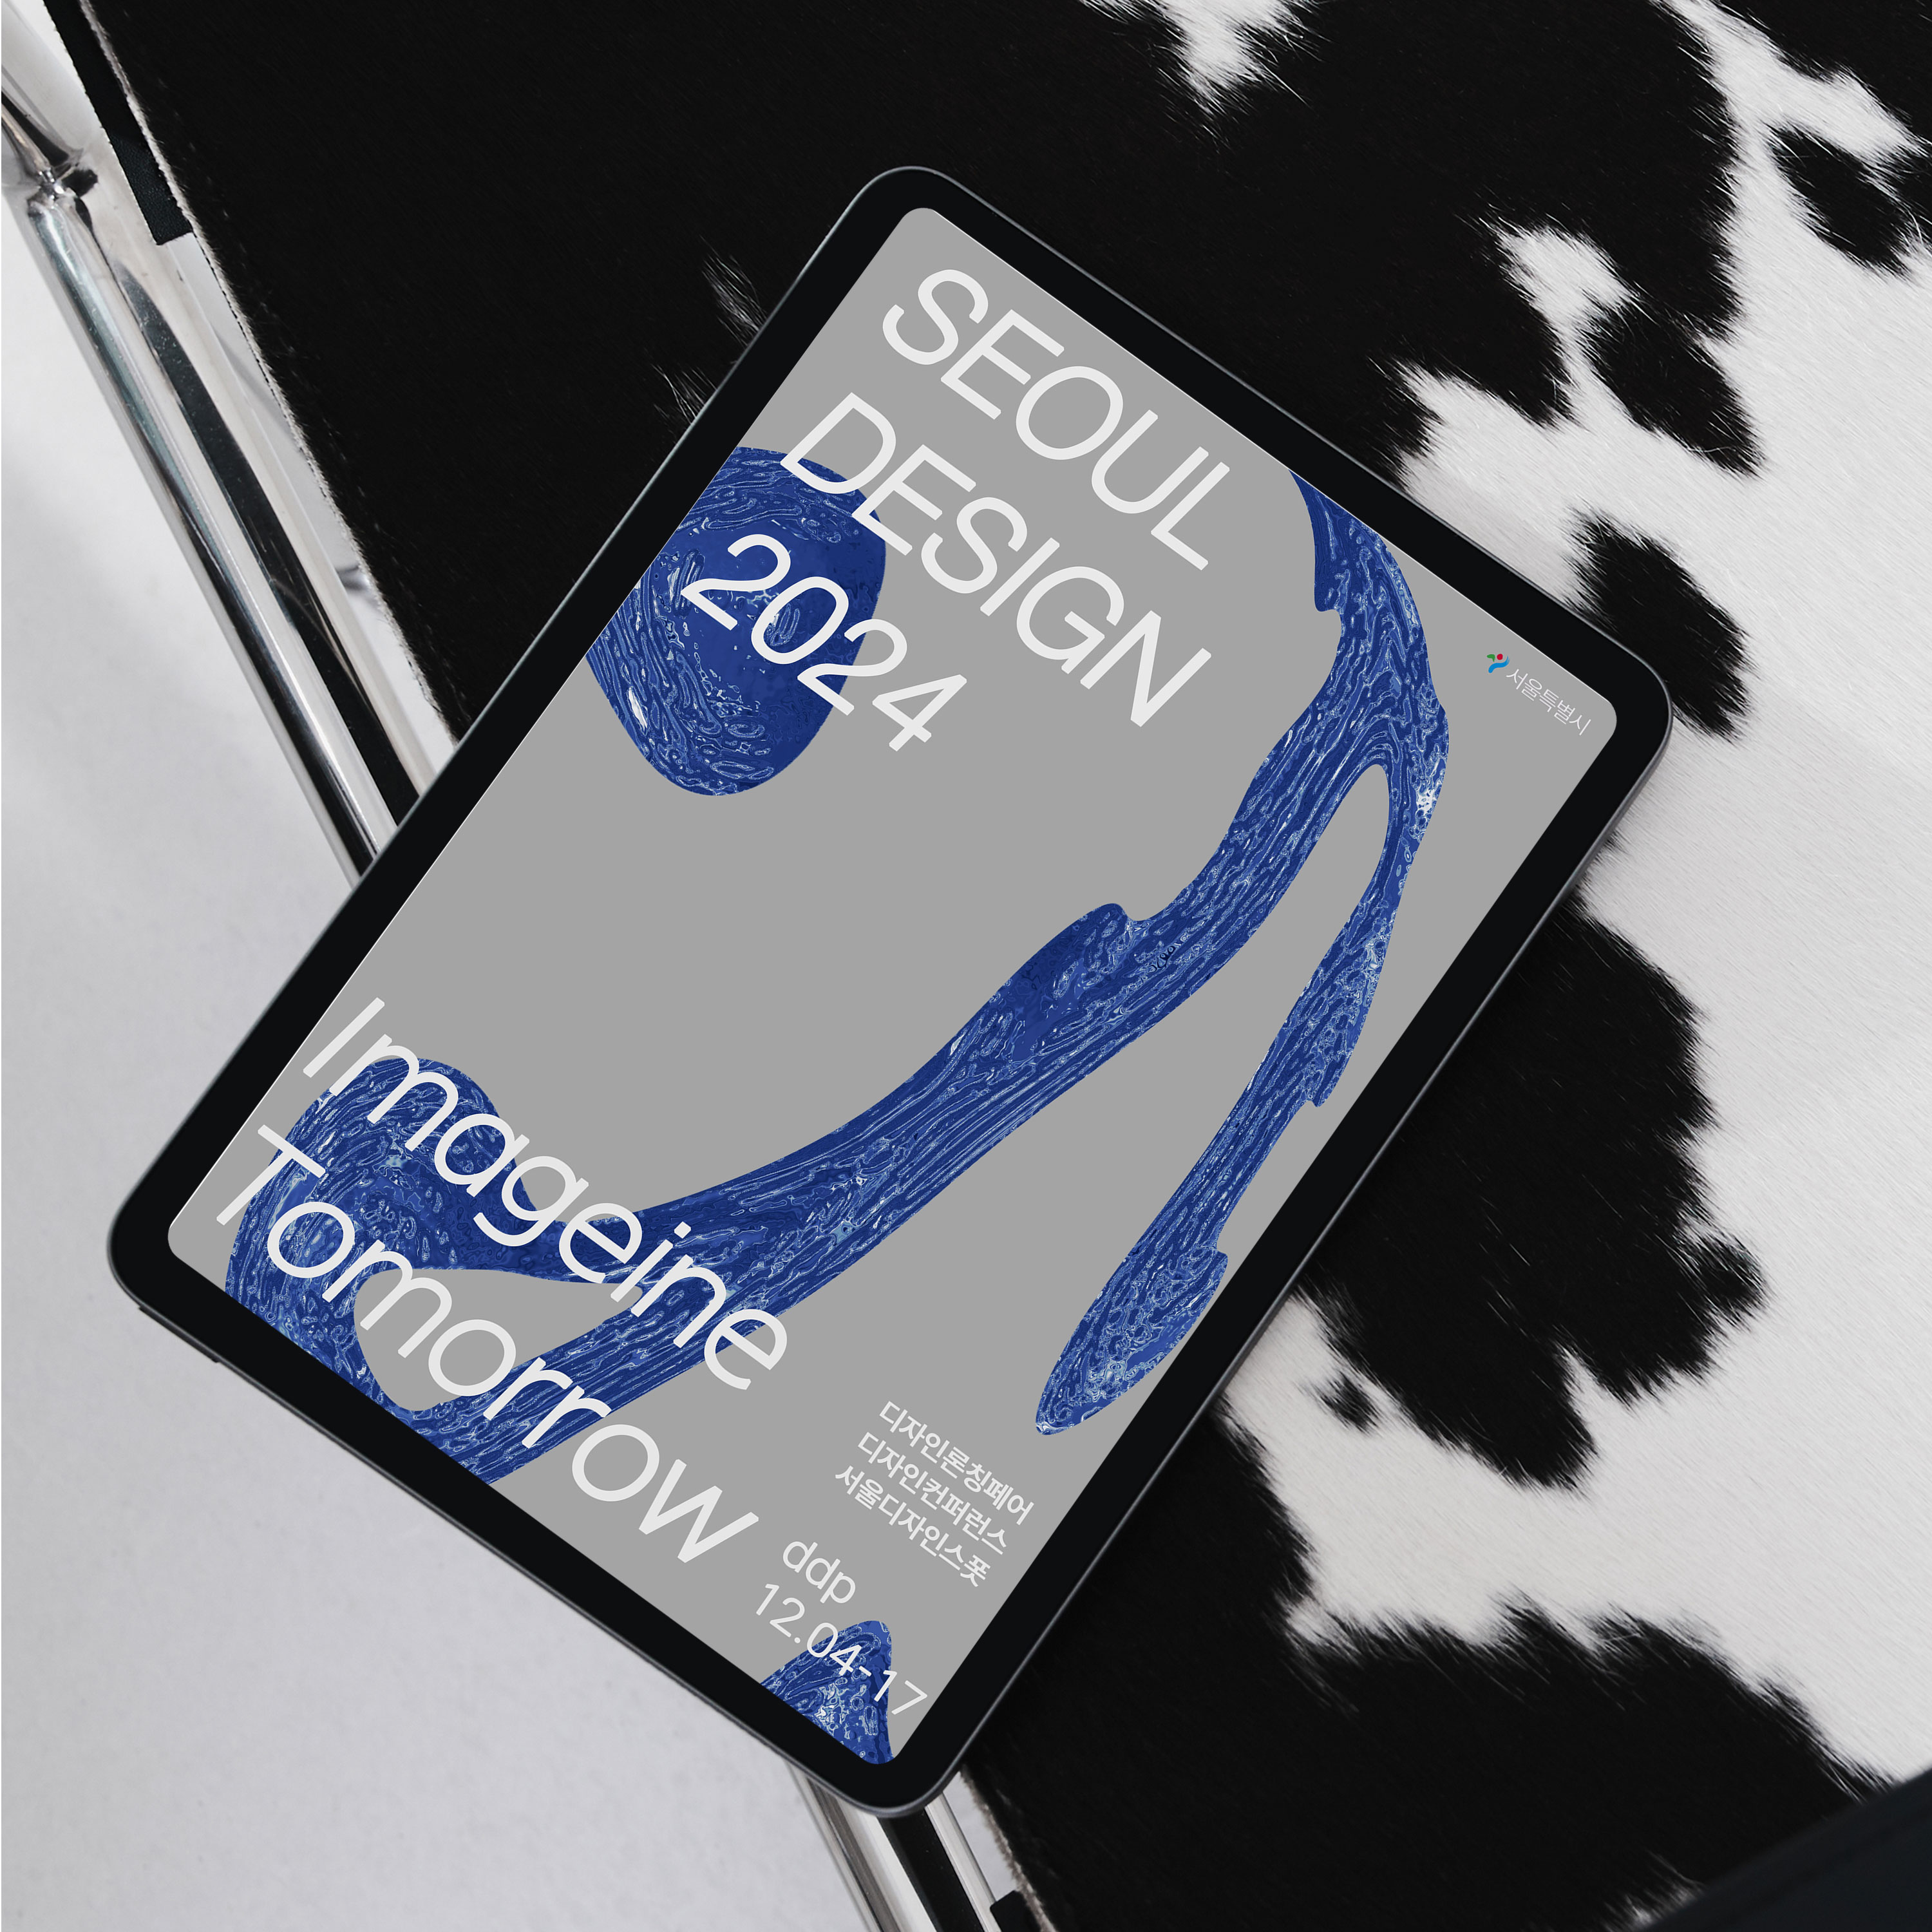 SEOUL
DESIGN
2024
서울특별시
Imageine
Tomorrow
디자인론칭페어
디자인컨퍼런스
서울디자인스폿
ddp
12.04-17